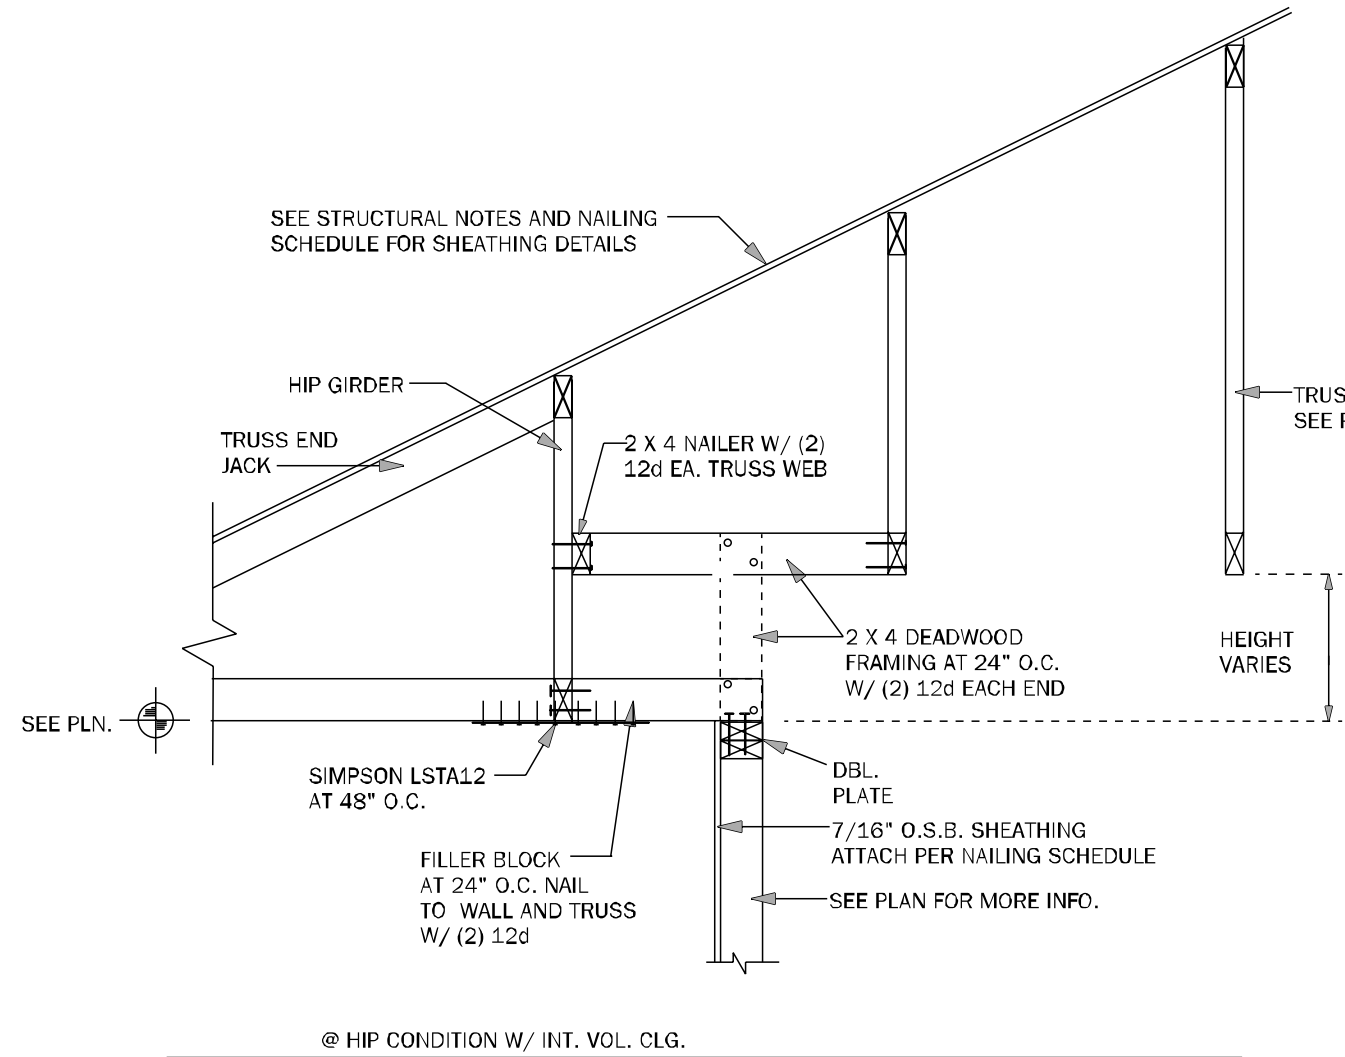 SEE STRUCTURAL NOTES AND NAILING
SCHEDULE FOR SHEATHING DETAILS
HIP GIRDER
TRUSS END
JACK
2 X 4 NAILER W/ (2)
12d EA. TRUSS WEB
TRUS
SEE
2 X 4 DEADWOOD
FRAMING AT 24" O.C.
W/ (2) 12d EACH END
HEIGHT
VARIES
SEE PLN.
SIMPSON LSTA12
AT 48" O.C.
DBL.
PLATE
7/16" O.S.B. SHEATHING
ATTACH PER NAILING SCHEDULE
FILLER BLOCK
AT 24" O.C. NAIL
TO WALL AND TRUSS
W/ (2) 12d
SEE PLAN FOR MORE INFO.
@ HIP CONDITION W/ INT. VOL. CLG.